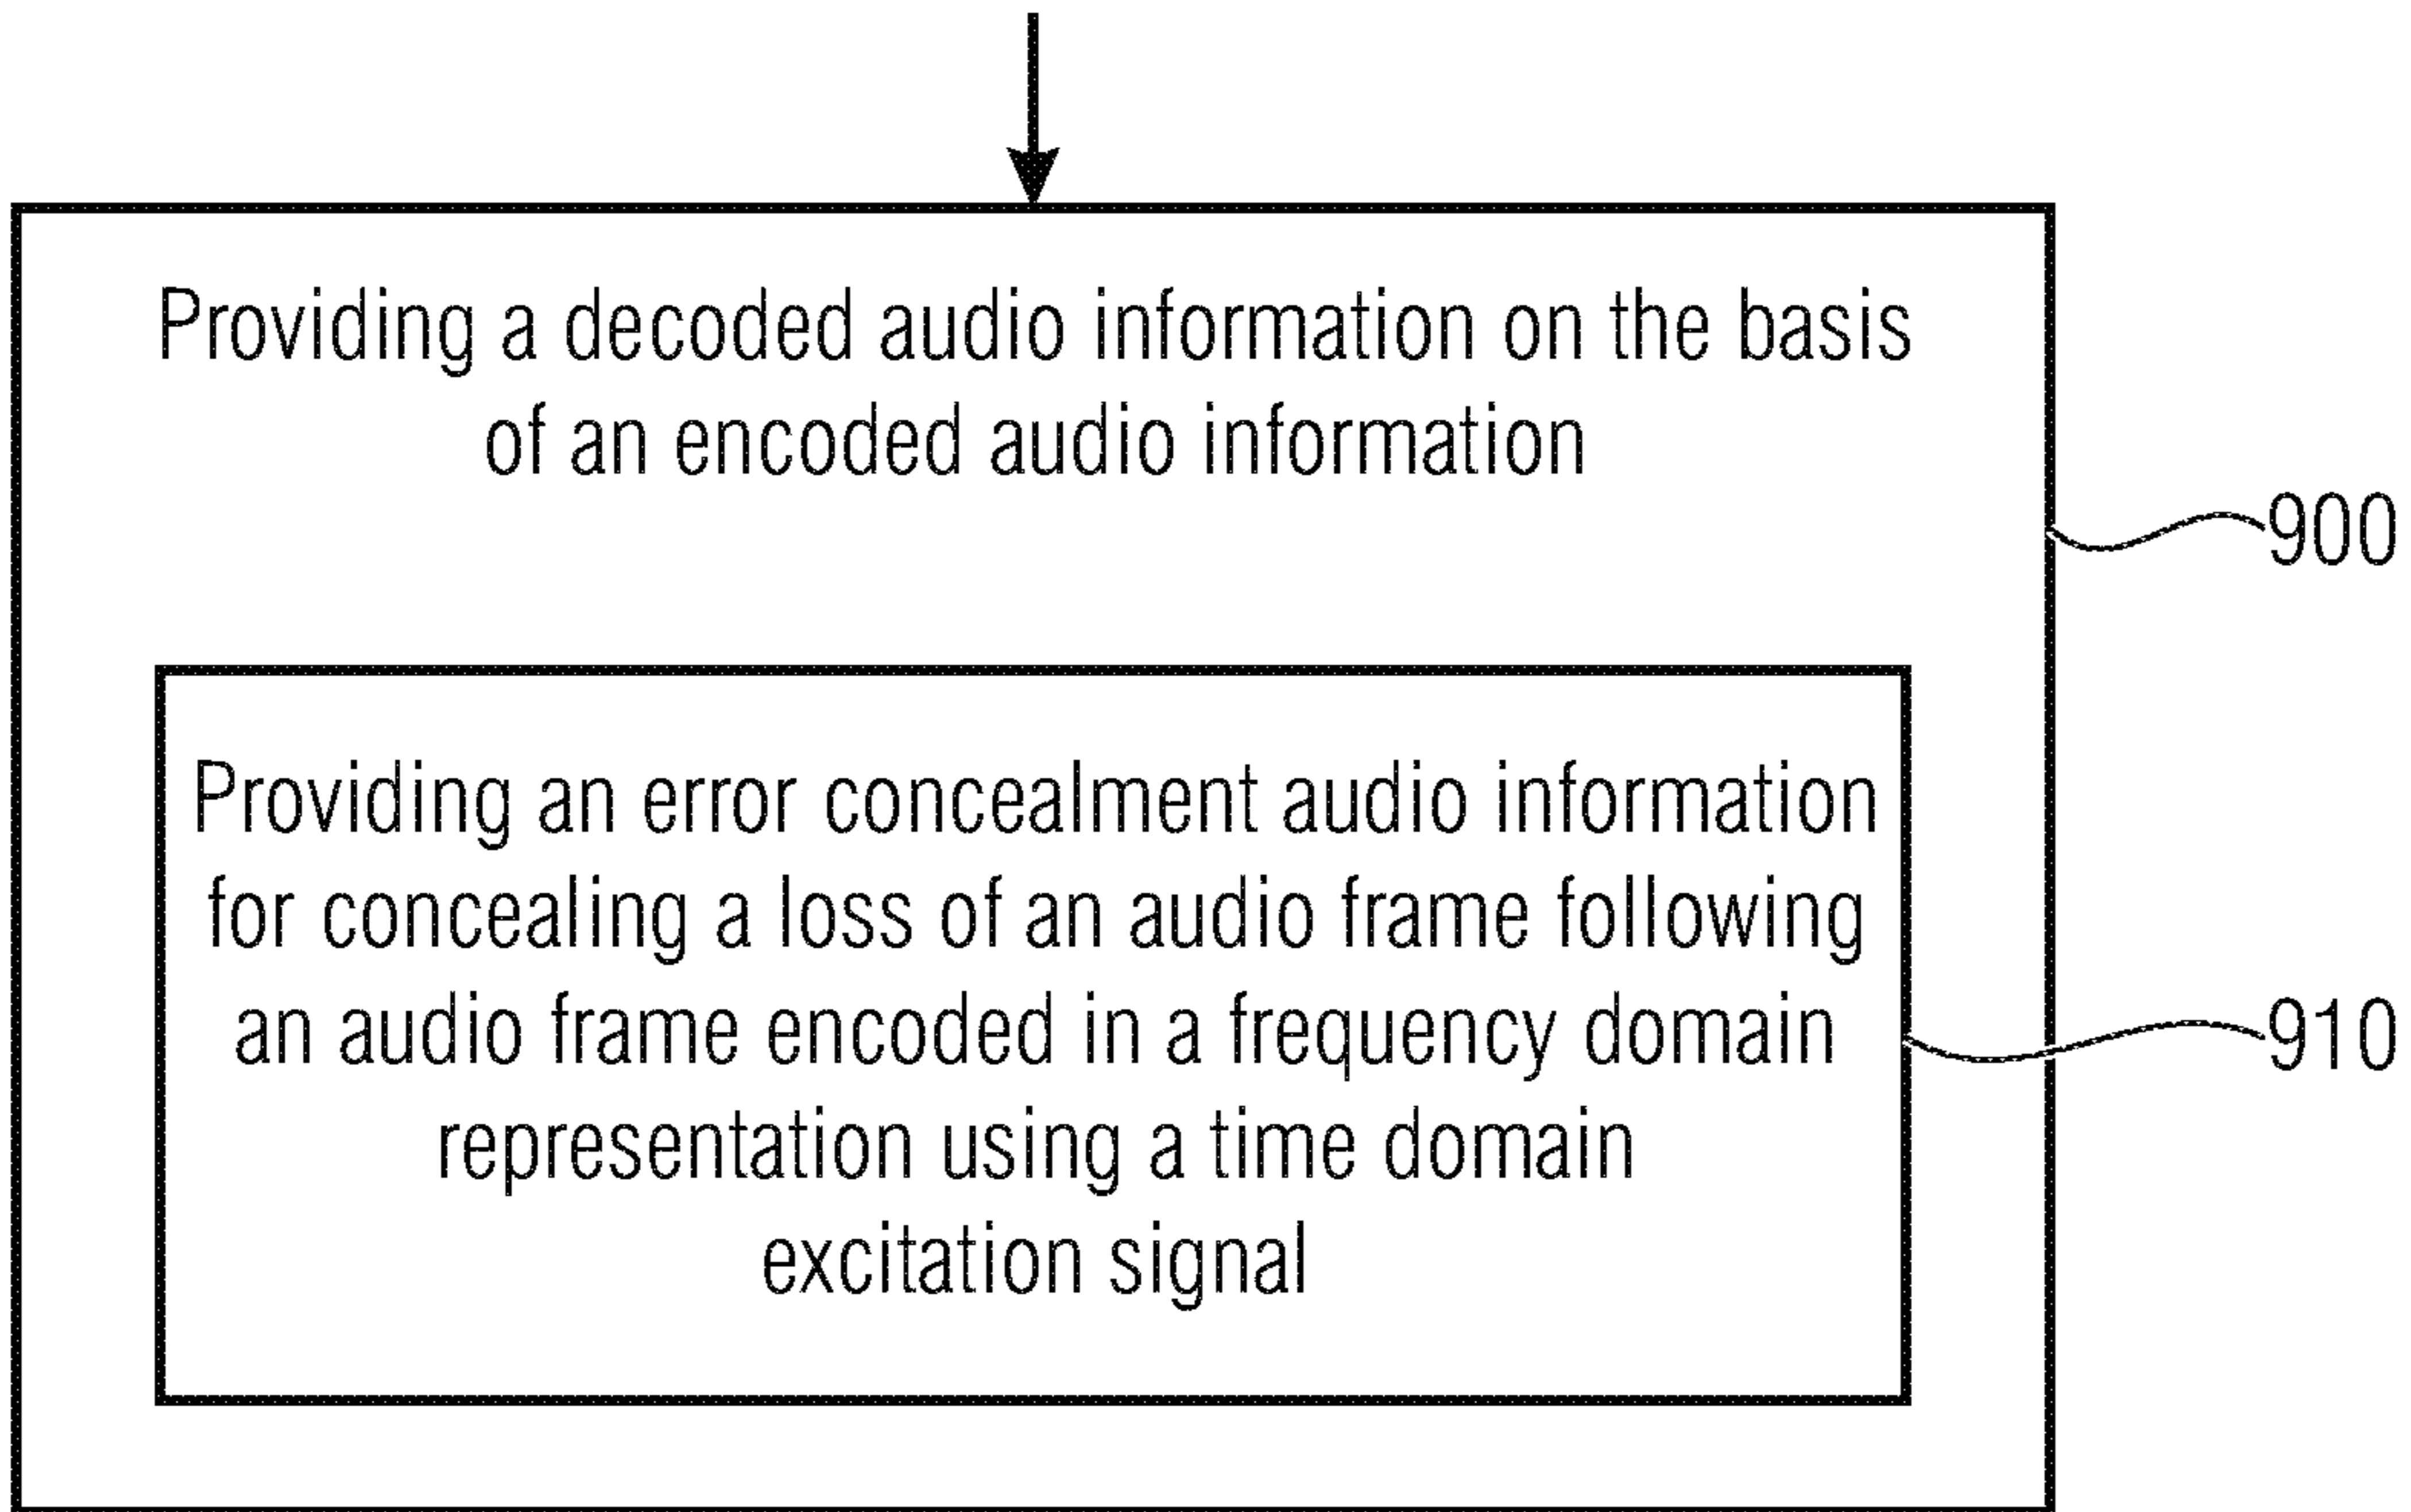 Providing a decoded audio information on the basis
of an encoded audio information
900
Providing an error concealment audio information
for concealing a loss of an audio frame following
an audio frame encoded in a frequency domain
910
representation using a time domain
excitation signal